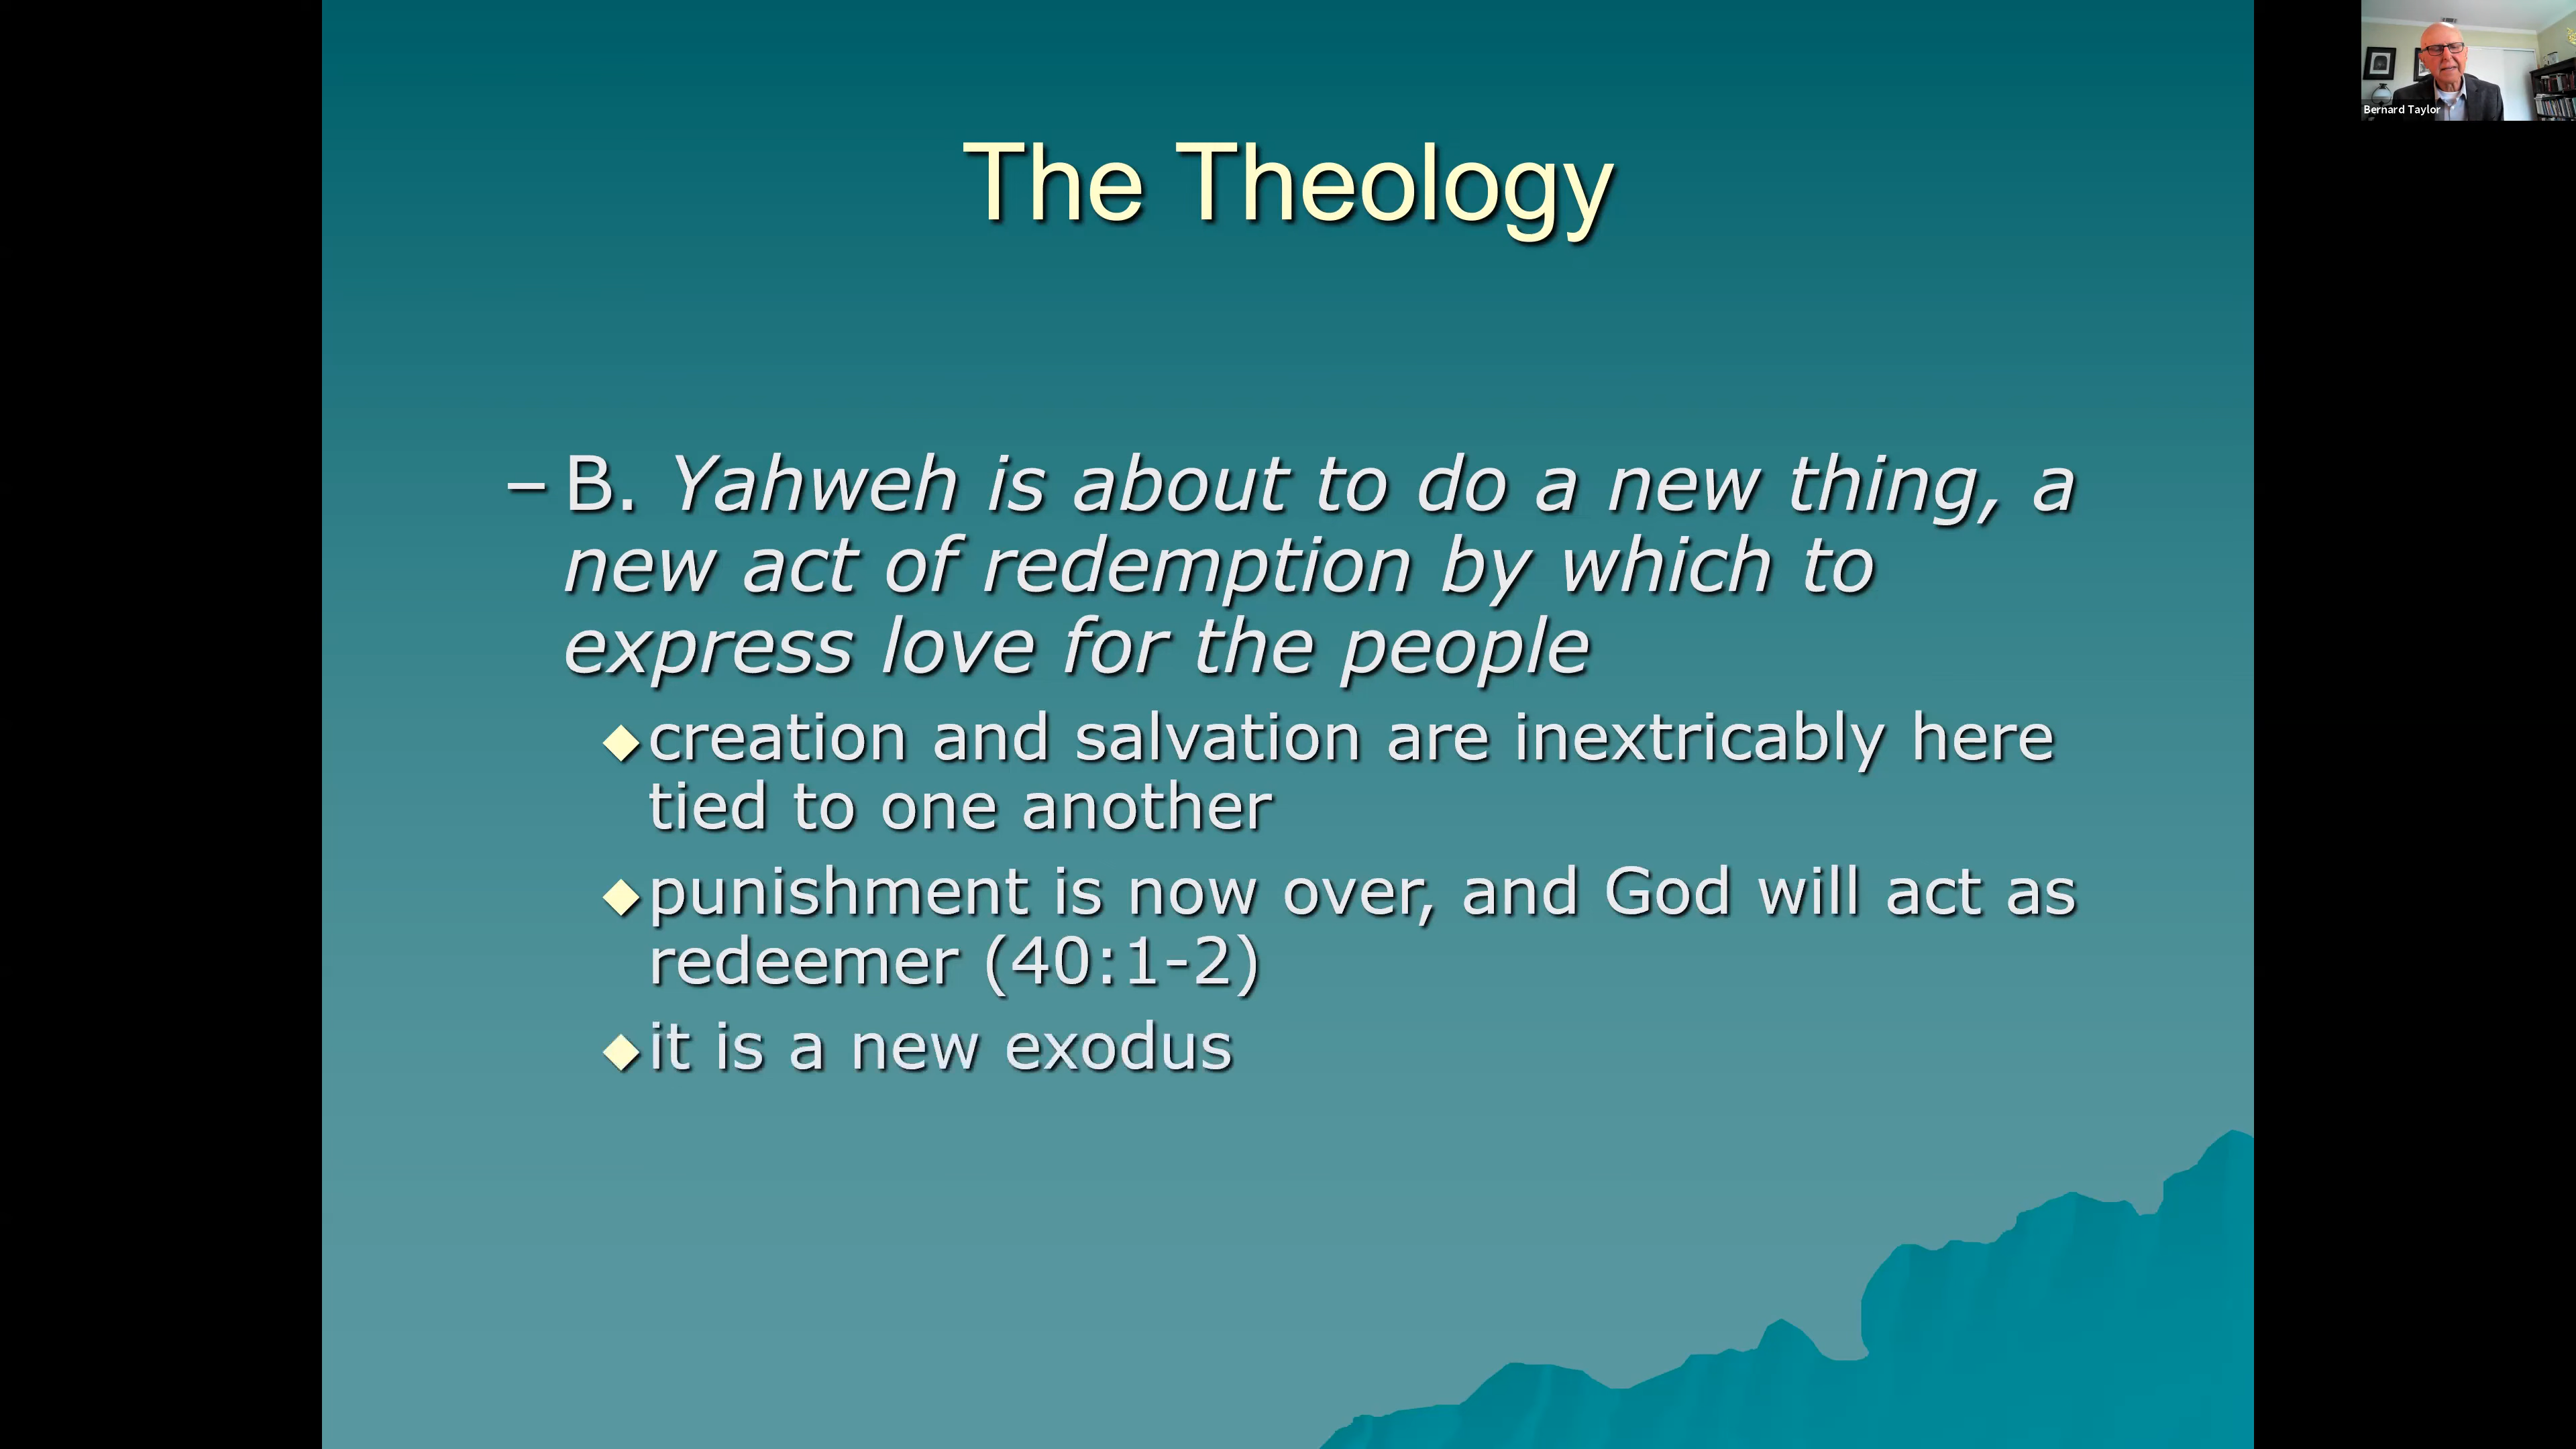 The Theology
– B. Yahweh is about to do a new thing, a
new act of redemption by which to
express love for the people
◆ creation and salvation are inextricably here
tied to one another
◆ punishment is now over, and God will act as
redeemer (40:1-2)
◆ it is a new exodus
Bernard Taylor